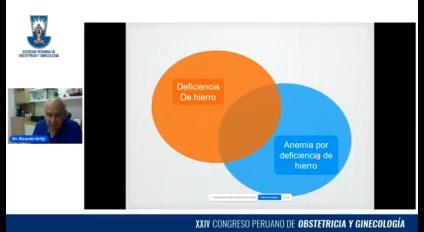 SOCIEDAD PERUANA DE
OBSTETRICIA Y GINECOLOGÍA
Deficiencia
De hierro
Anemia por
deficiencia de
hierro
Dr. Ricardo Ortiz
XXIV CONGRESO PERUANO DE OBSTETRICIA Y GINECOLOGÍA